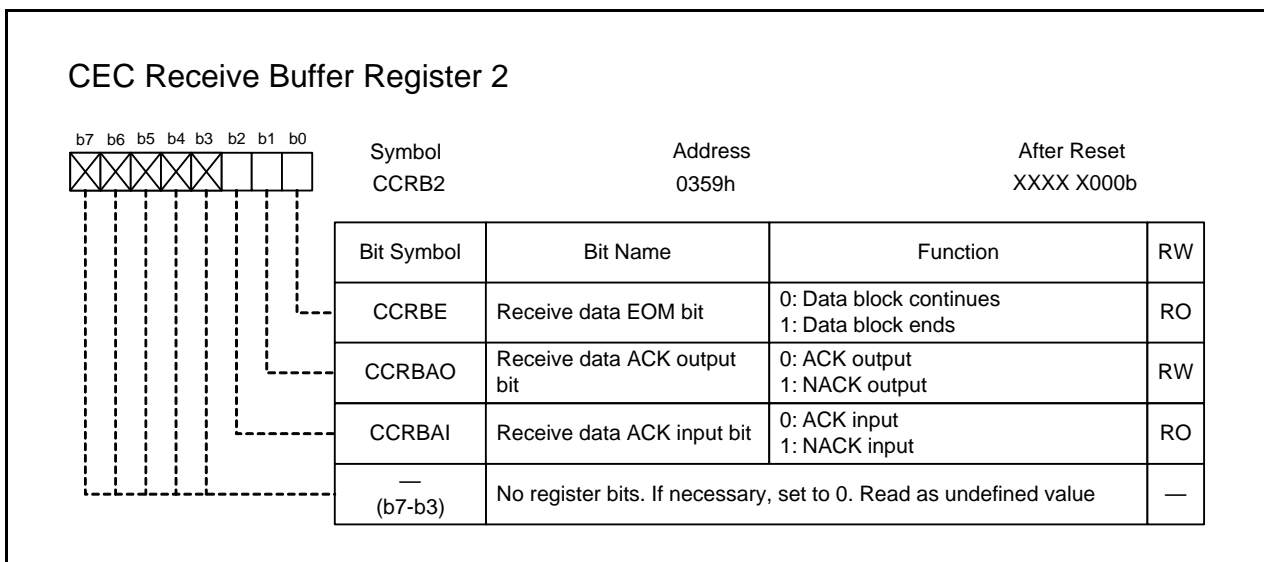 CEC Receive Buffer Register 2
b7 b6 b5 b4 b3 b2 b1 b0
Symbol Address After Reset
CCRB2 0359h XXXX X000b
Bit Symbol Bit Name Function RW
CCRBE Receive data EOM bit 0: Data block continues
1: Data block ends RO
CCRBAO Receive data ACK output
bit 0: ACK output
1: NACK output RW
CCRBAI Receive data ACK input bit 0: ACK input
1: NACK input RO
—
(b7-b3) No register bits. If necessary, set to 0. Read as undefined value —